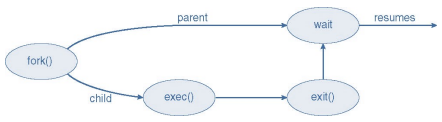 parent
wait
resumes
fork()
child
exec()
exit()